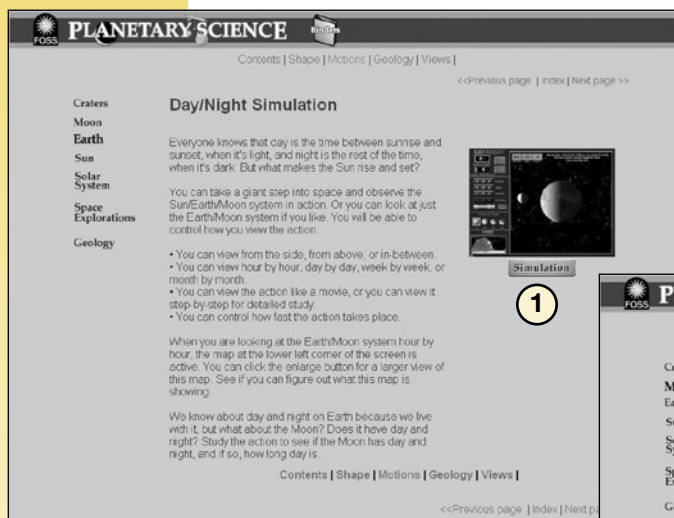 FOSS
PLANETARY SCIENCE
Binders
Contents | Shape | Motions | Geology | Views |
<<Previous page | Index | Next page >>
Craters
Moon
Earth
Sun
Solar
System
Space
Explorations
Geology
Day/Night Simulation
Everyone knows that day is the time between sunrise and
sunset, when it's light, and night is the rest of the time,
when it's dark. But what makes the Sun rise and set?
You can take a giant step into space and observe the
Sun/Earth/Moon system in action. Or you can look at just
the Earth/Moon system if you like. You will be able to
control how you view the action.
• You can view from the side, from above, or in-between.
• You can view hour by hour, day by day, week by week, or
month by month.
• You can view the action like a movie, or you can view it
step-by-step for detailed study.
• You can control how fast the action takes place.
When you are looking at the Earth/Moon system hour by
hour, the map at the lower left corner of the screen is
active. You can click the enlarge button for a larger view of
this map. See if you can figure out what this map is
showing.
We know about day and night on Earth because we live
with it, but what about the Moon? Does it have day and
night? Study the action to see if the Moon has day and
night, and if so, how long day is.
Simulation
1
Contents | Shape | Motions | Geology | Views |
<<Previous page | Index | Next pa
FOSS
P
Cr
M
Ea
S
S
Sy
Sp
Ex
G